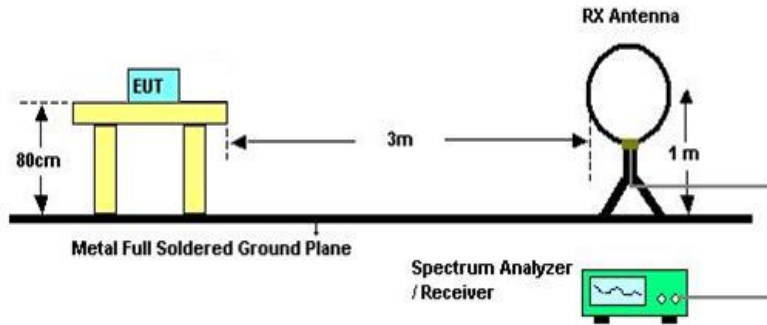 RX Antenna
EUT
3m
80cm
1 m
Metal Full Soldered Ground Plane
Spectrum Analyzer
/ Receiver